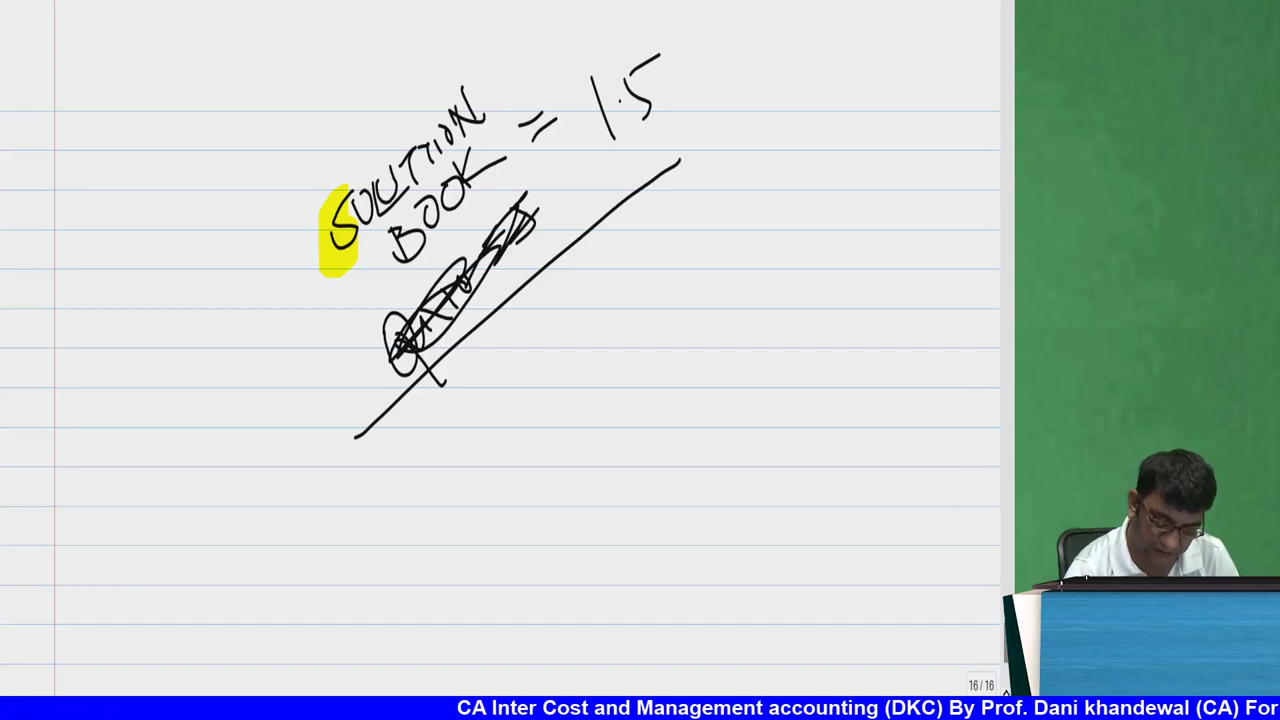 SOLUTION
BOOK = 1.5
16/16
CA Inter Cost and Management accounting (DKC) By Prof. Dani khandewal (CA) For